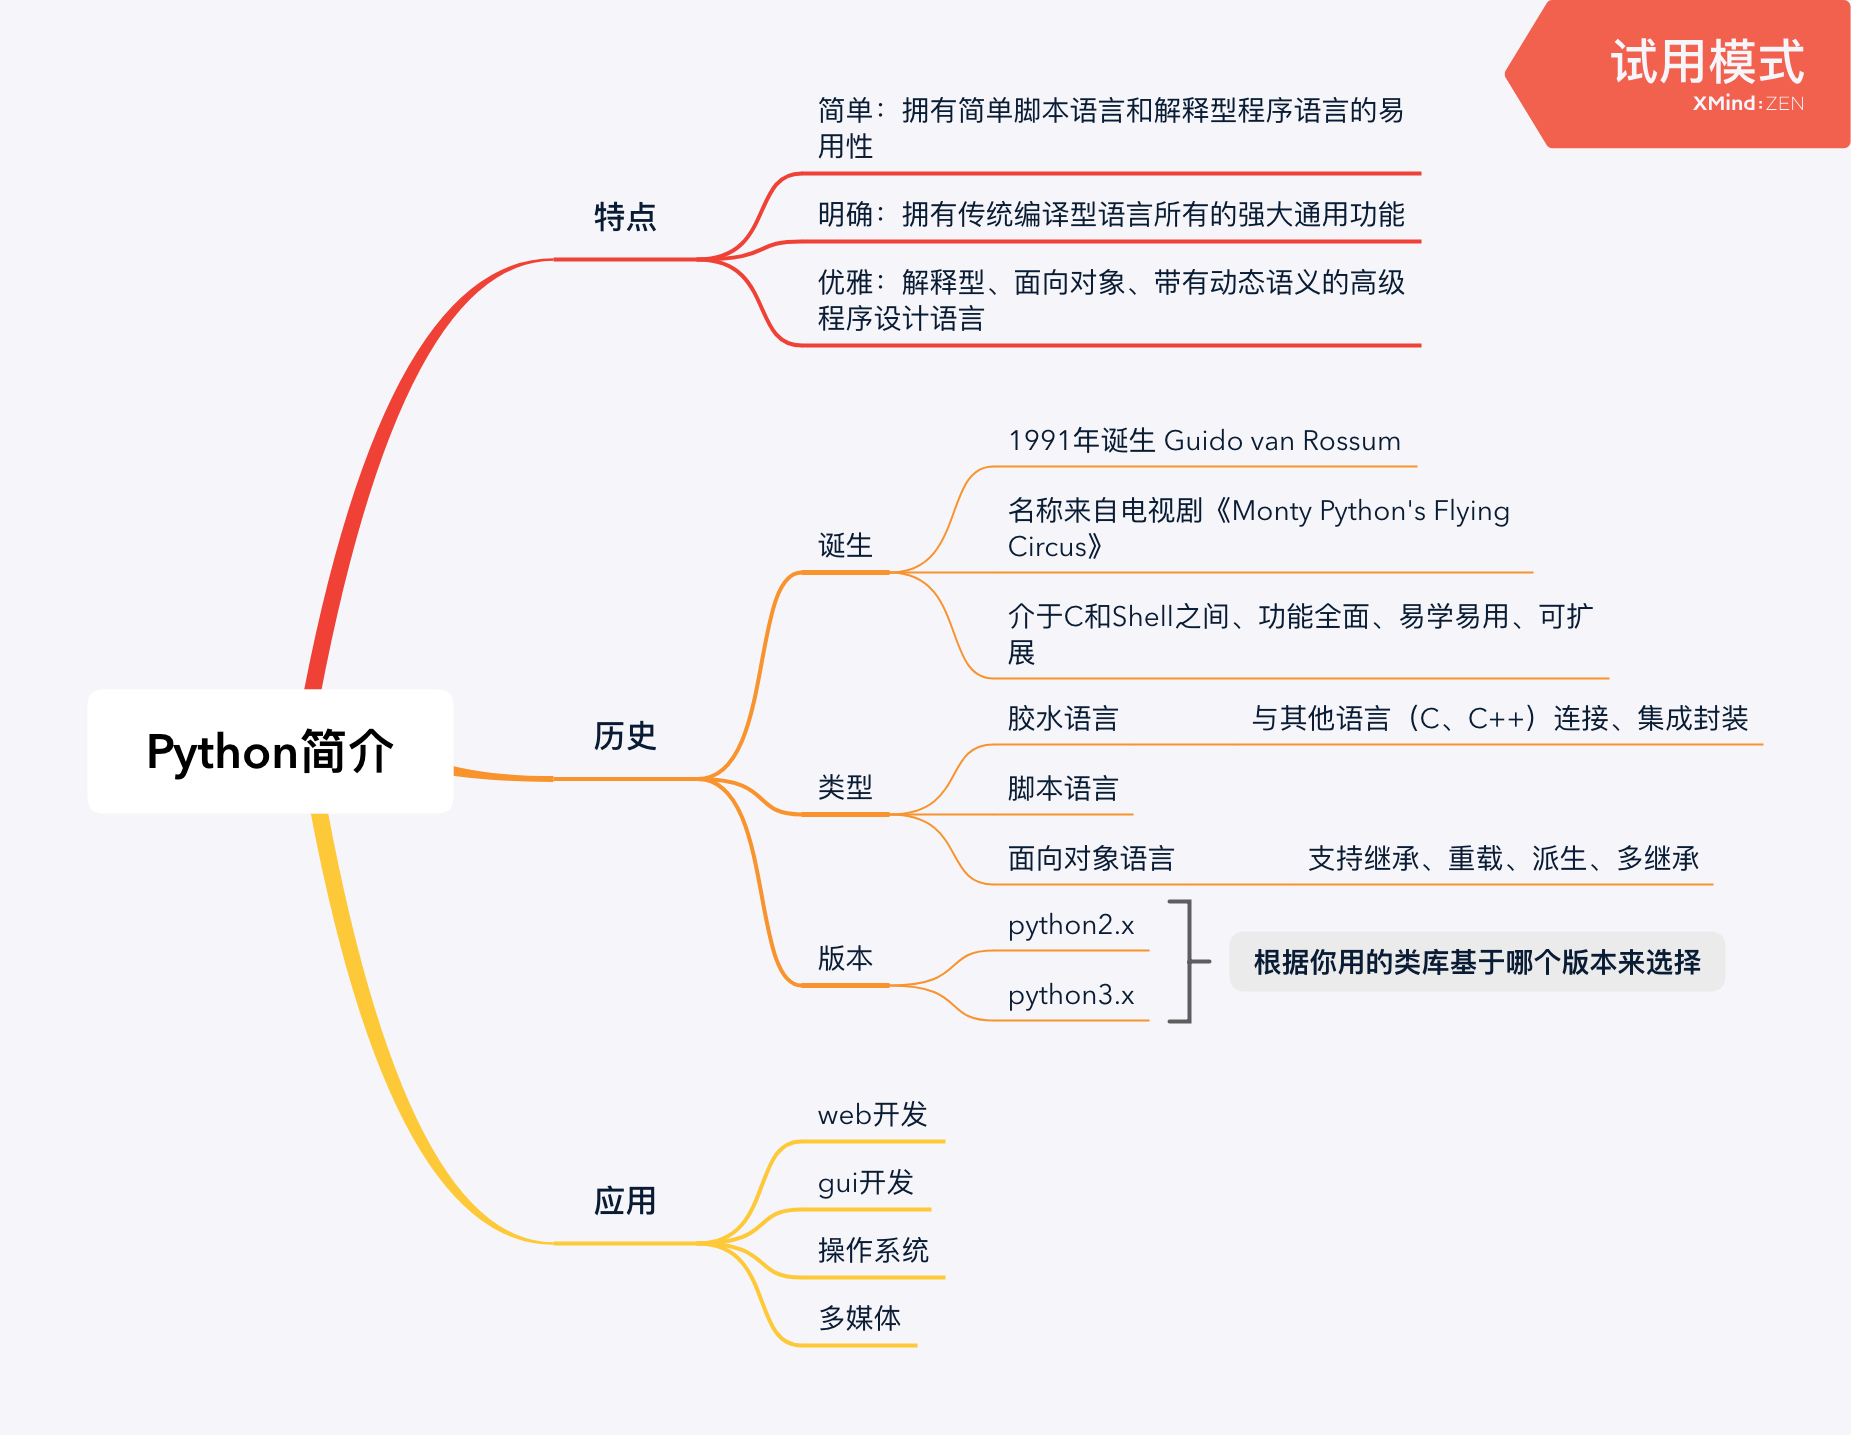 试用模式
XMind:ZEN
Python简介
特点
简单：拥有简单脚本语言和解释型程序语言的易
用性
明确：拥有传统编译型语言所有的强大通用功能
优雅：解释型、面向对象、带有动态语义的高级
程序设计语言
历史
诞生
1991年诞生 Guido van Rossum
名称来自电视剧《Monty Python's Flying
Circus》
介于C和Shell之间、功能全面、易学易用、可扩
展
类型
胶水语言
与其他语言（C、C++）连接、集成封装
脚本语言
面向对象语言
支持继承、重载、派生、多继承
版本
python2.x
python3.x
根据你用的类库基于哪个版本来选择
应用
web开发
gui开发
操作系统
多媒体